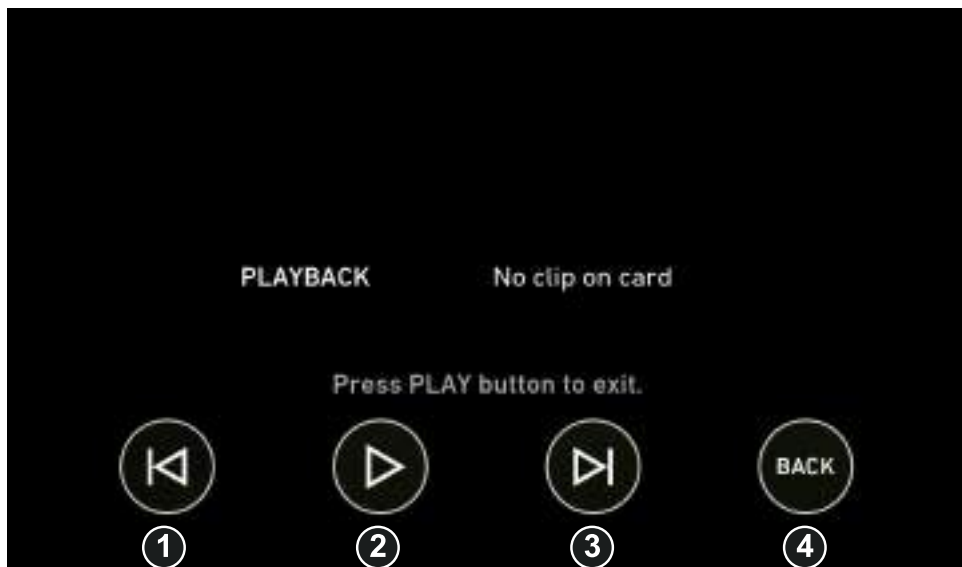 PLAYBACK No clip on card
Press PLAY button to exit.
BACK
1 2 3 4